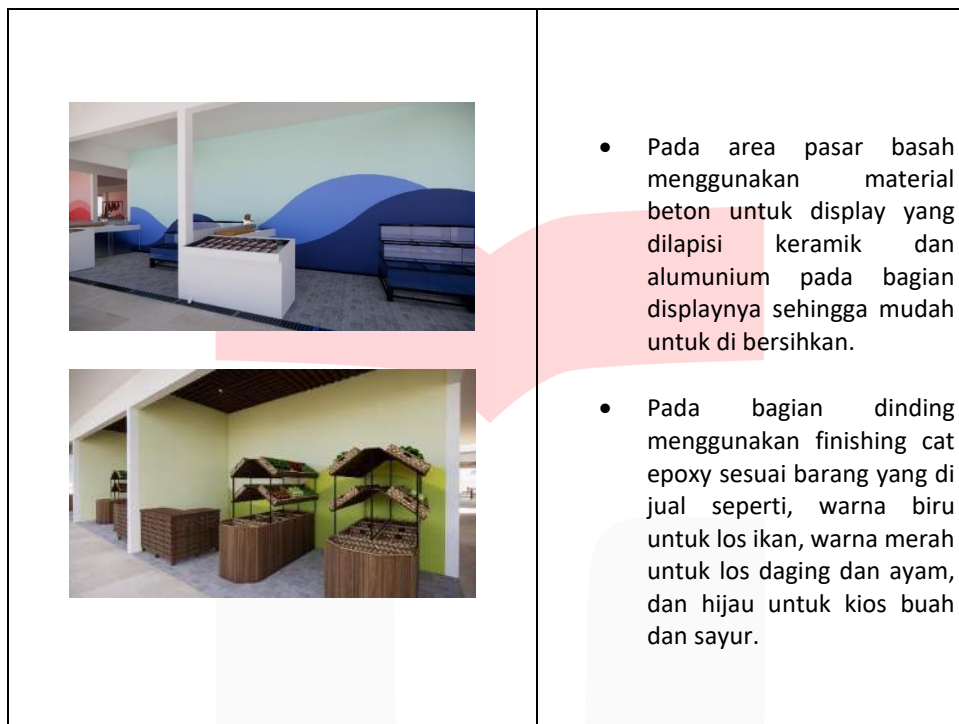 • Pada area pasar basah
menggunakan material
beton untuk display yang
dilapisi keramik dan
alumunium pada bagian
displaynya sehingga mudah
untuk di bersihkan.
• Pada bagian dinding
menggunakan finishing cat
epoxy sesuai barang yang di
jual seperti, warna biru
untuk los ikan, warna merah
untuk los daging dan ayam,
dan hijau untuk kios buah
dan sayur.